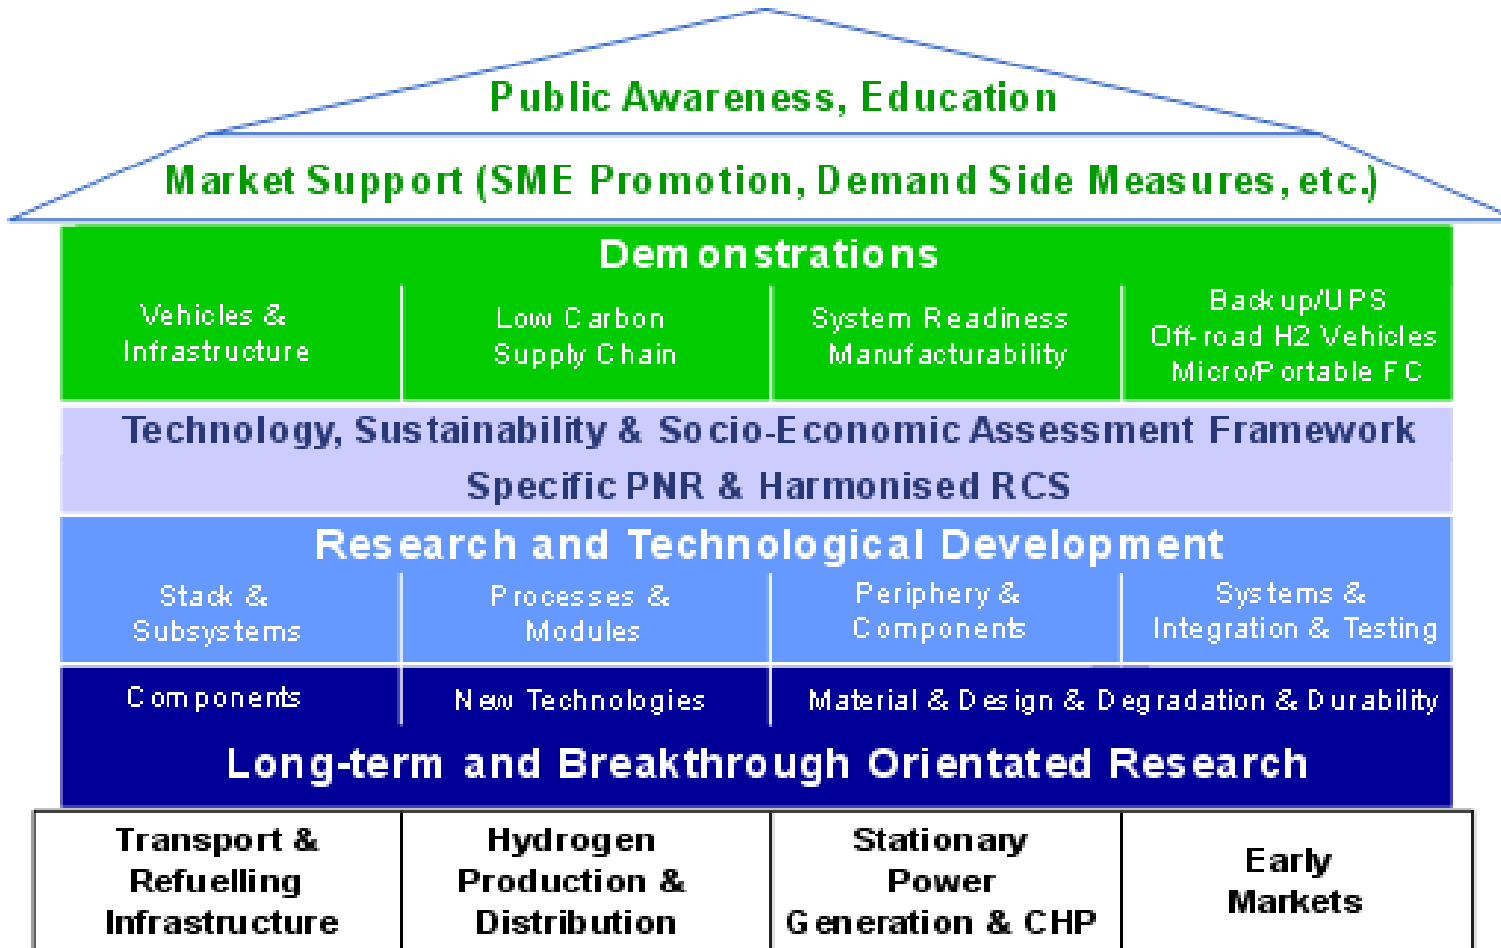 Public Awareness, Education
Market Support (SME Promotion, Demand Side Measures, etc.)
Demonstrations
Vehicles &
Infrastructure
Low Carbon
Supply Chain
System Readiness
Manufacturability
Backup/UPS
Off-road H2 Vehicles
Micro/Portable FC
Technology, Sustainability & Socio-Economic Assessment Framework
Specific PNR & Harmonised RCS
Research and Technological Development
Stack &
Subsystems
Processes &
Modules
Periphery &
Components
Systems &
Integration & Testing
Components
New Technologies
Material & Design & Degradation & Durability
Long-term and Breakthrough Orientated Research
Transport &
Refuelling
Infrastructure
Hydrogen
Production &
Distribution
Stationary
Power
Generation & CHP
Early
Markets